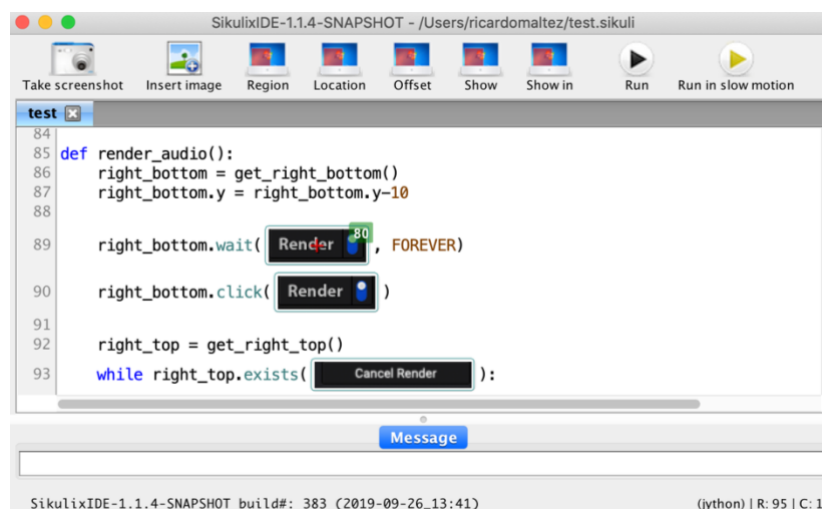 SikulixIDE-1.1.4-SNAPSHOT - /Users/ricardomaltez/test.sikuli
Take screenshot Insert image Region Location Offset Show Show in Run Run in slow motion
test
84
85 def render_audio():
86 right_bottom = get_right_bottom()
87 right_bottom.y = right_bottom.y-10
88
89 right_bottom.wait( Render 80 , FOREVER)
90 right_bottom.click( Render )
91
92 right_top = get_right_top()
93 while right_top.exists( Cancel Render ):
Message
SikulixIDE-1.1.4-SNAPSHOT build#: 383 (2019-09-26_13:41) (jython) | R: 95 | C: 1